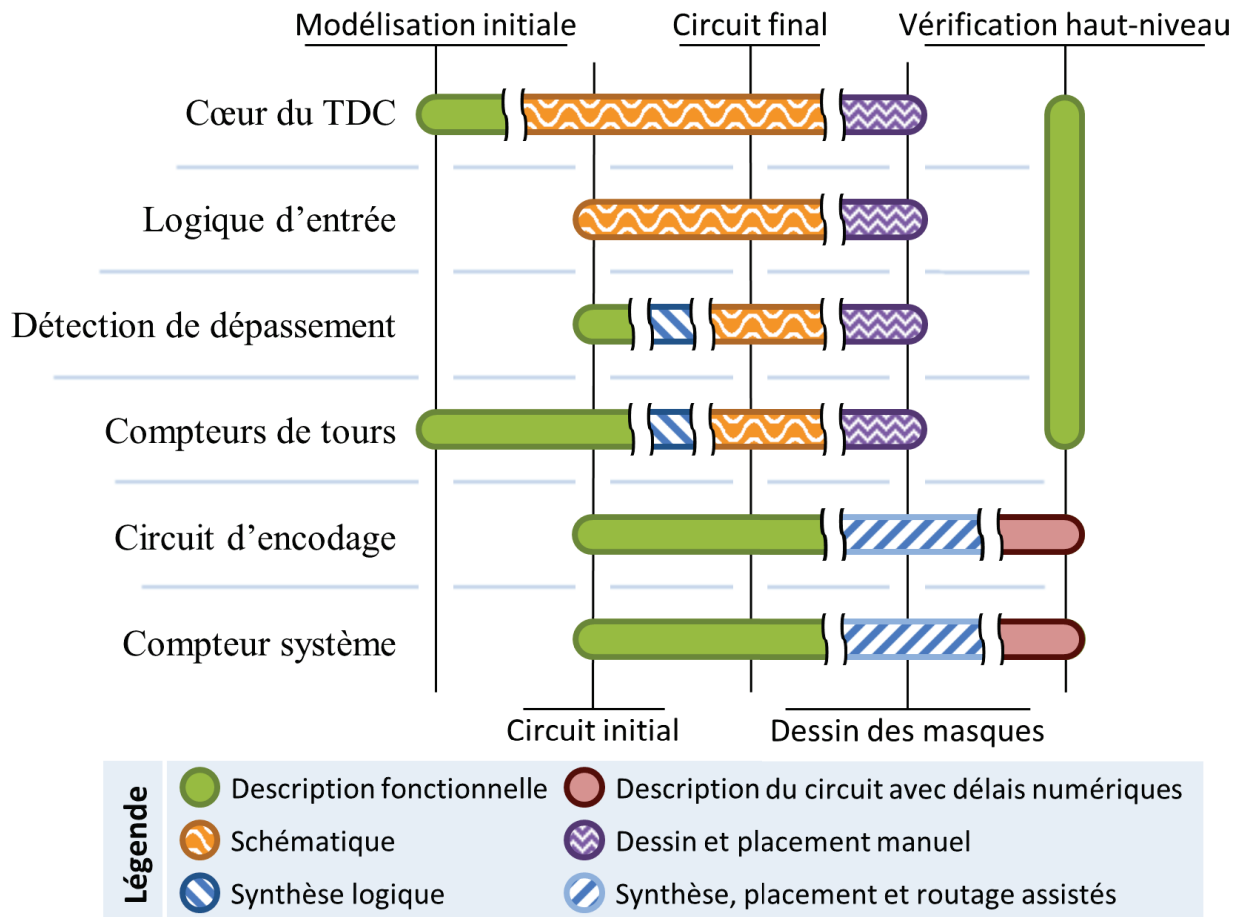 Modélisation initiale
Circuit final
Vérification haut-niveau
Cœur du TDC
Logique d’entrée
Détection de dépassement
Compteurs de tours
Circuit d’encodage
Compteur système
Circuit initial
Dessin des masques
Légende
Description fonctionnelle
Description du circuit avec délais numériques
Schématique
Dessin et placement manuel
Synthèse logique
Synthèse, placement et routage assistés